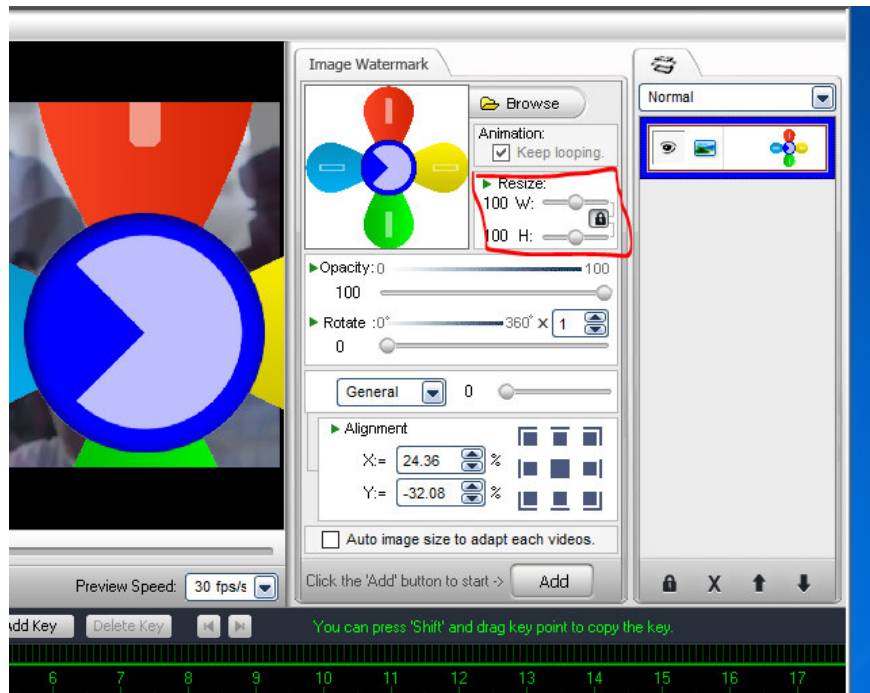 Image Watermark
Browse
Normal
Animation:
Keep looping.
Resize:
100 W:
100 H:
Opacity: 0 100
100
Rotate :0° 360° X 1
0
General 0
Alignment
X:= 24.36 %
Y:= -32.08 %
Auto image size to adapt each videos.
Preview Speed: 30 fps/s
Click the 'Add' button to start -> Add
X
Key Delete Key You can press 'Shift' and drag key point to copy the key.
6 7 8 9 10 11 12 13 14 15 16 17